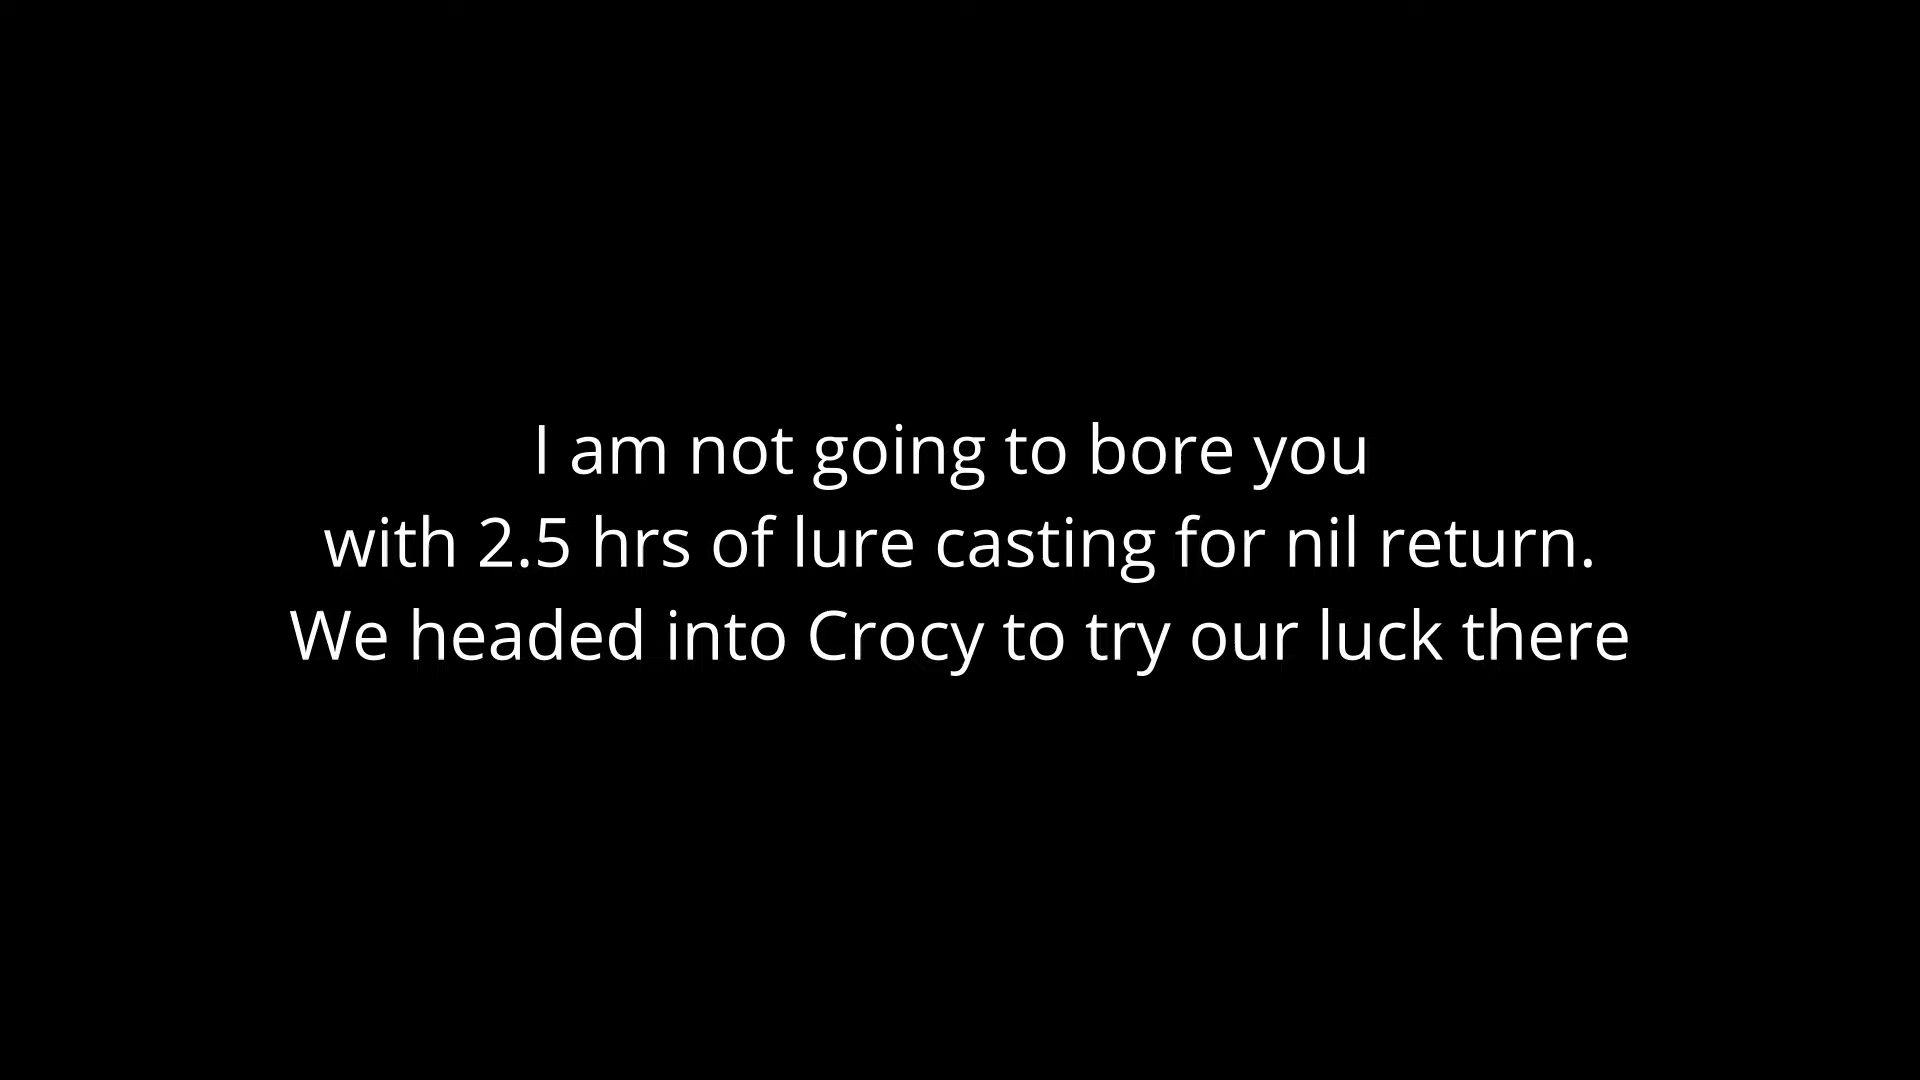 I am not going to bore you
with 2.5 hrs of lure casting for nil return.
We headed into Crocy to try our luck there